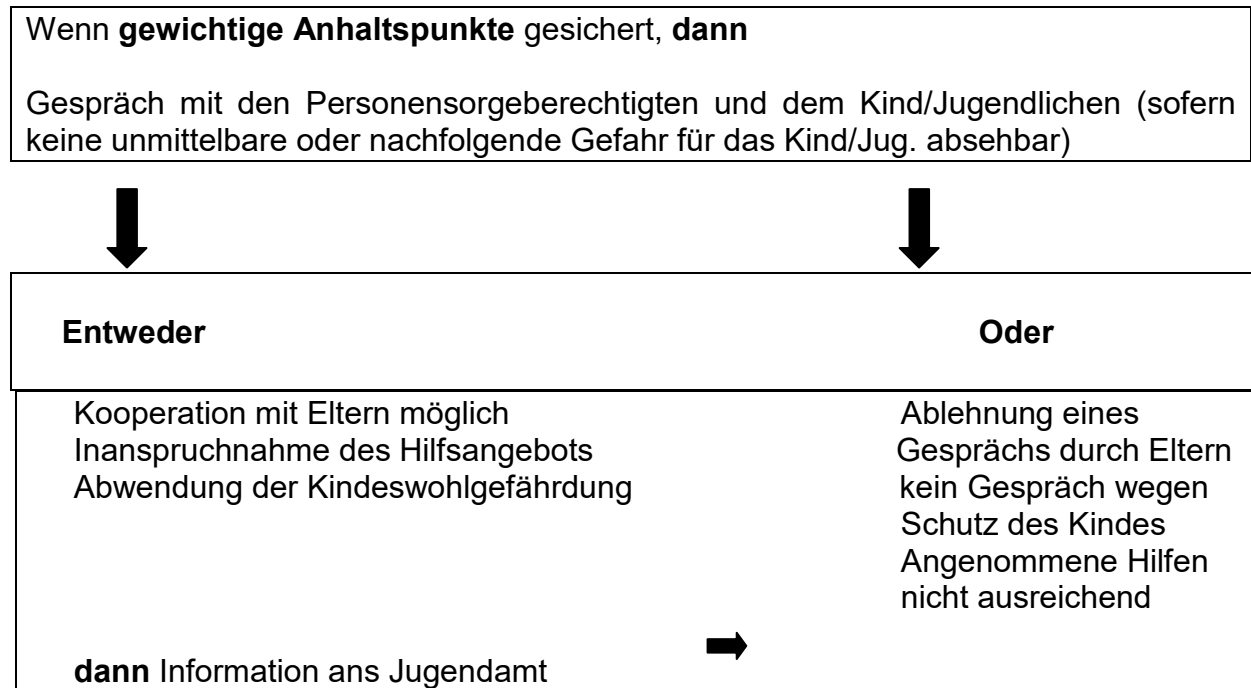 Wenn gewichtige Anhaltspunkte gesichert, dann
Gespräch mit den Personensorgeberechtigten und dem Kind/Jugendlichen (sofern
keine unmittelbare oder nachfolgende Gefahr für das Kind/Jug. absehbar)
Entweder
Oder
Kooperation mit Eltern möglich
Inanspruchnahme des Hilfsangebots
Abwendung der Kindeswohlgefährdung
Ablehnung eines
Gesprächs durch Eltern
kein Gespräch wegen
Schutz des Kindes
Angenommene Hilfen
nicht ausreichend
dann Information ans Jugendamt